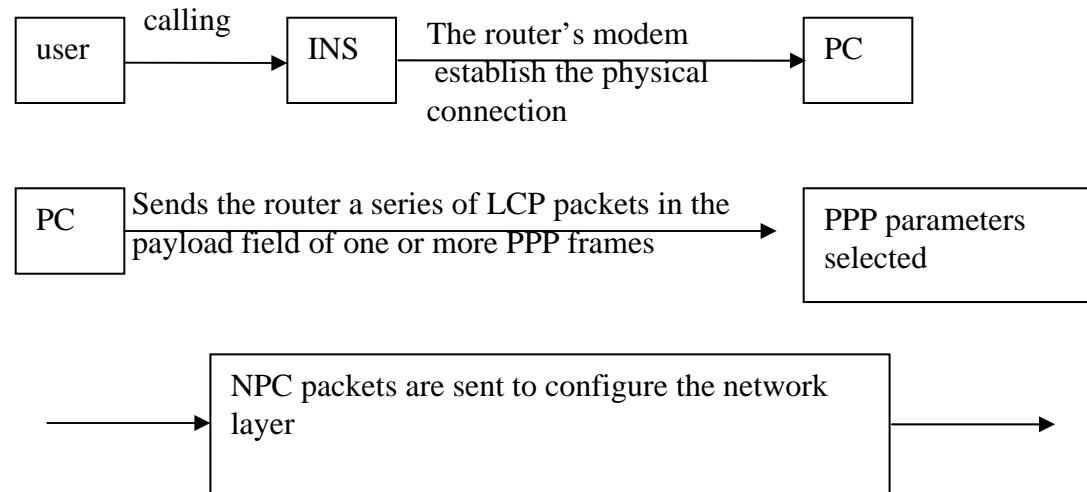 calling
user
INS
The router’s modem
establish the physical
connection
PC
PC
Sends the router a series of LCP packets in the
payload field of one or more PPP frames
PPP parameters
selected
NPC packets are sent to configure the network
layer